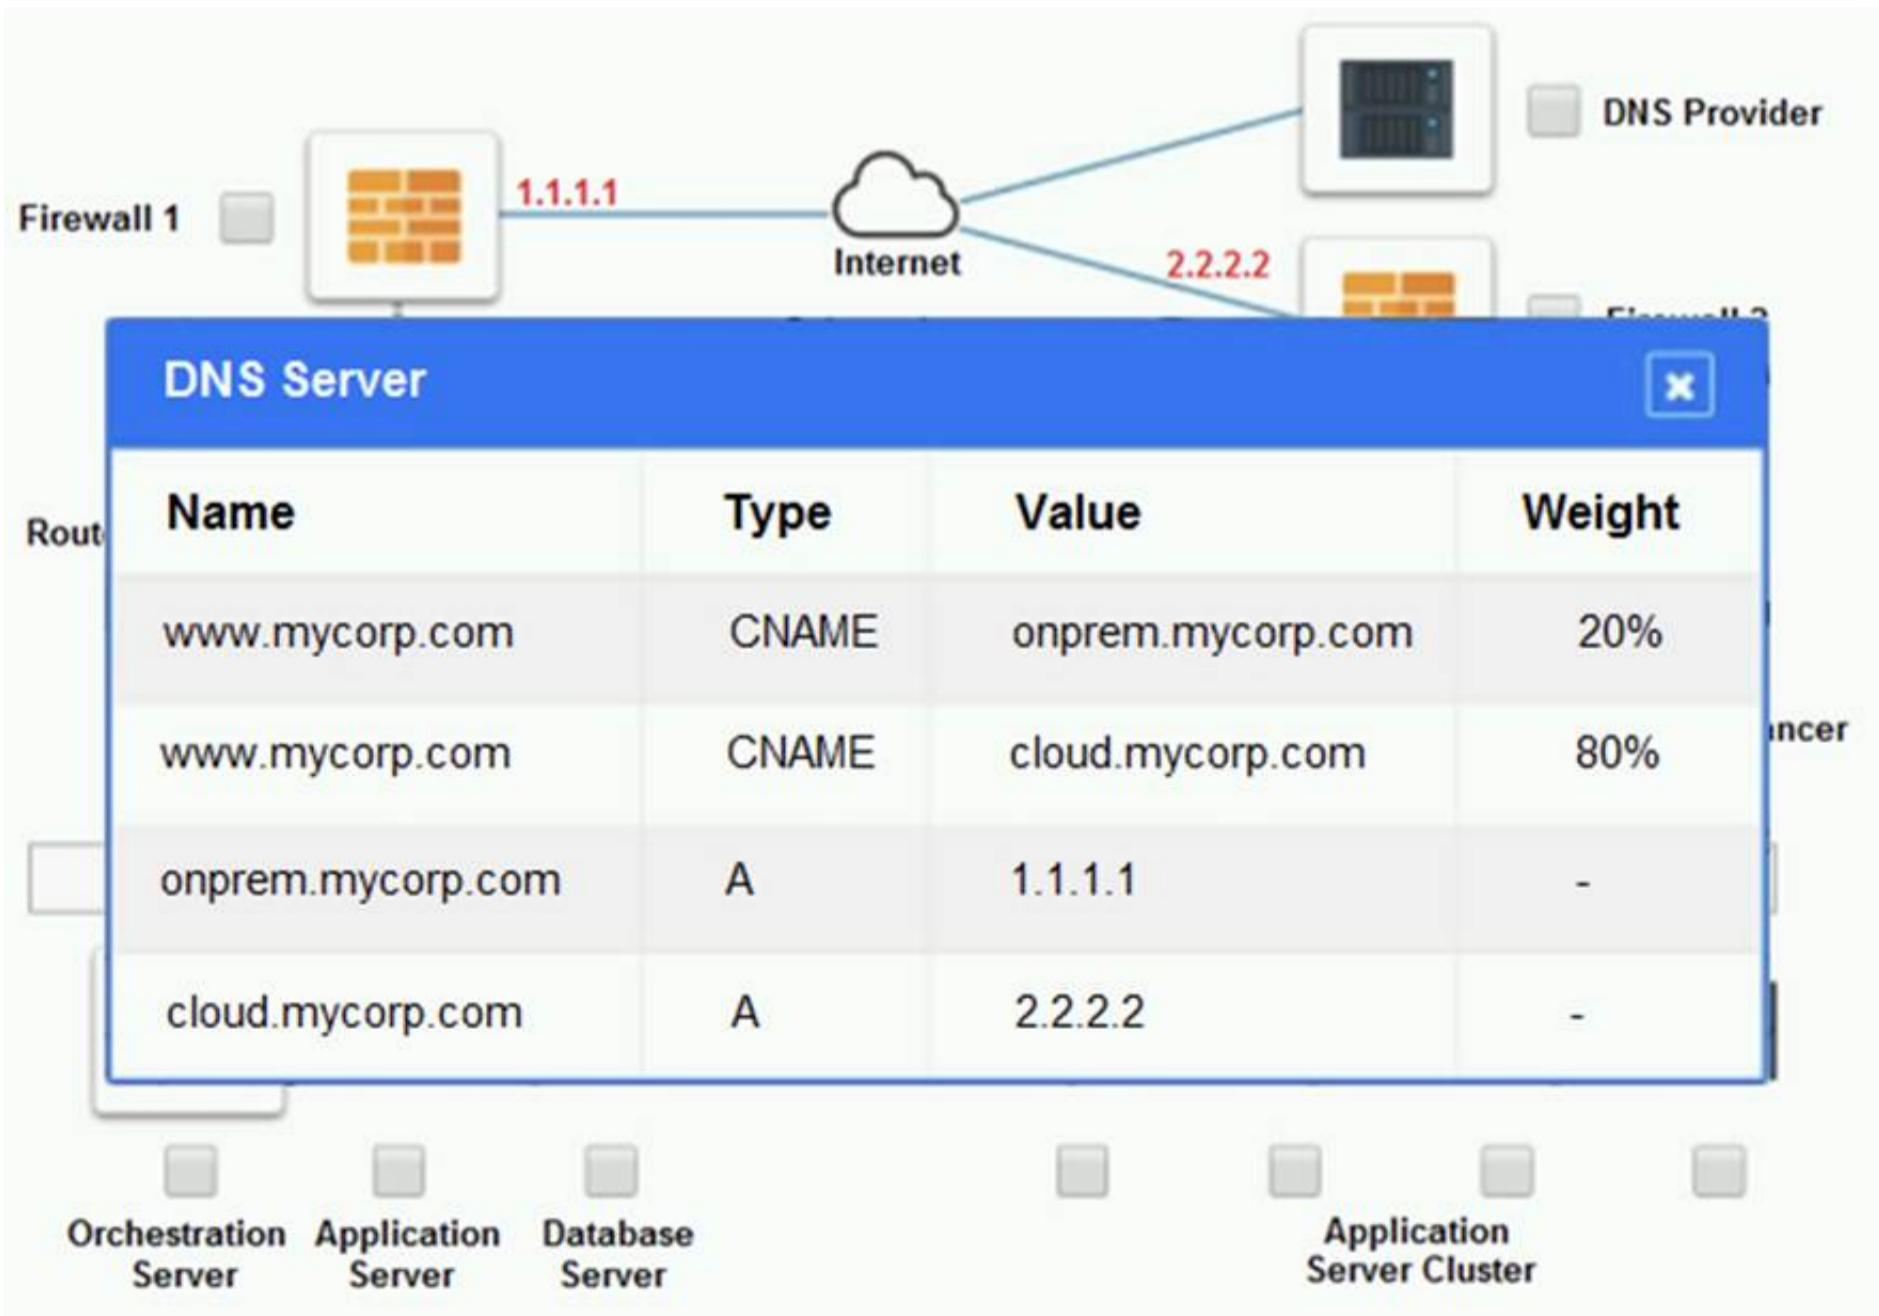 DNS Provider
Firewall 1
1.1.1.1
Internet
2.2.2.2
DNS Server
Name Type Value Weight
www.mycorp.com CNAME onprem.mycorp.com 20%
www.mycorp.com CNAME cloud.mycorp.com 80%
onprem.mycorp.com A 1.1.1.1 -
cloud.mycorp.com A 2.2.2.2 -
Orchestration Server
Application Server
Database Server
Application Server Cluster